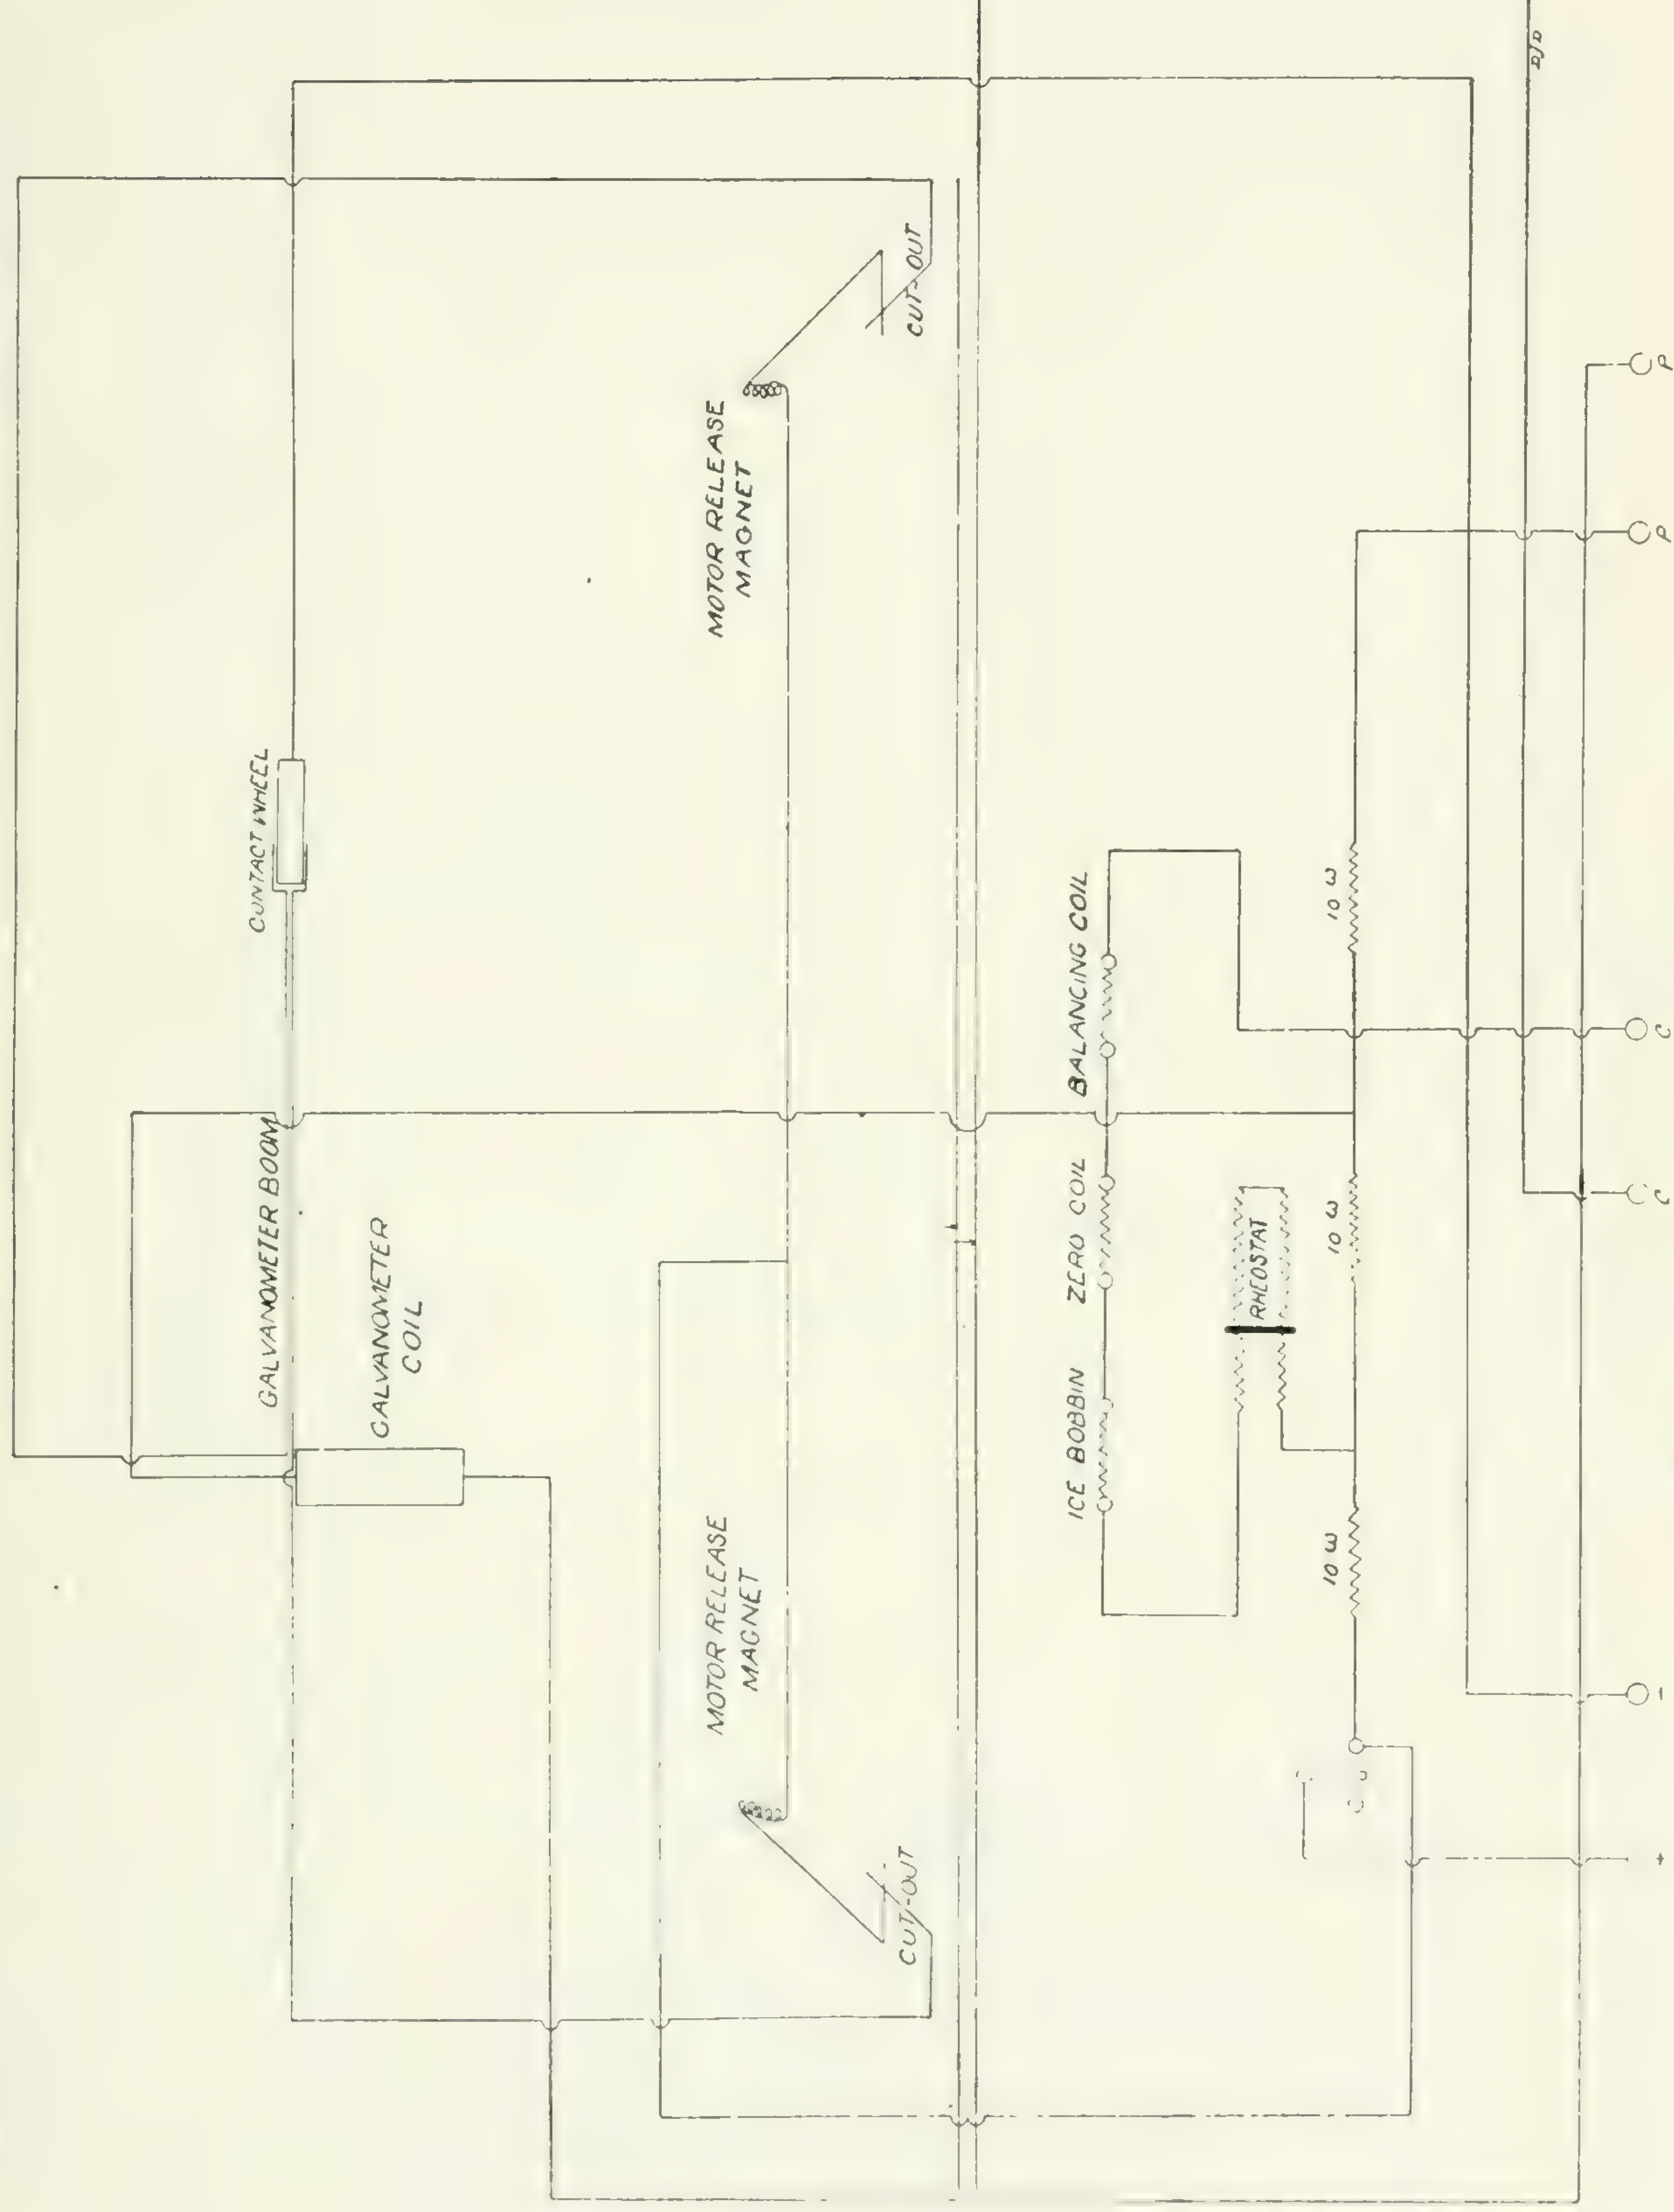 GALVANOMETER BOOM
CONTACT WHEEL
GALVANOMETER
COIL
MOTOR RELEASE
MAGNET
MOTOR RELEASE
MAGNET
CUT-OUT
CUT-OUT
ICE BOBBIN
ZERO COIL
BALANCING COIL
RHEOSTAT
10 ω
10 ω
10 ω
+ - C C P P